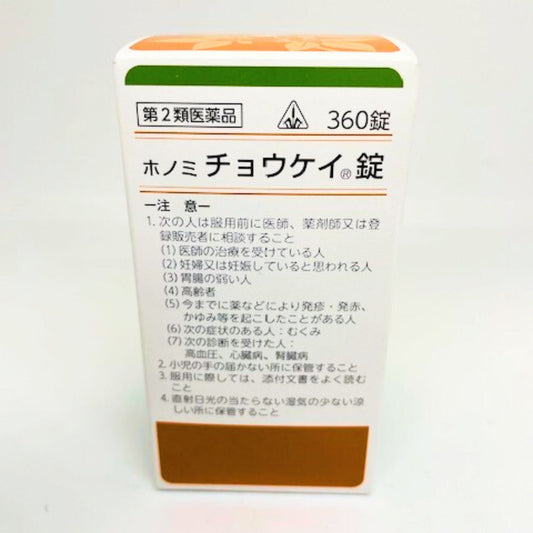 第2類医薬品 360錠
ホノミ チョウケイ®錠
ー注 意ー
1. 次の人は服用前に医師、薬剤師又は登
録販売者に相談すること
(1) 医師の治療を受けている人
(2) 妊婦又は妊娠していると思われる人
(3) 胃腸の弱い人
(4) 高齢者
(5) 今までに薬などにより発疹・発赤、
かゆみ等を起こしたことがある人
(6) 次の症状のある人：むくみ
(7) 次の診断を受けた人：
高血圧、心臓病、腎臓病
2. 小児の手の届かない所に保管すること
3. 服用に際しては、添付文書をよく読む
こと
4. 直射日光の当たらない湿気の少ない涼
しい所に保管すること